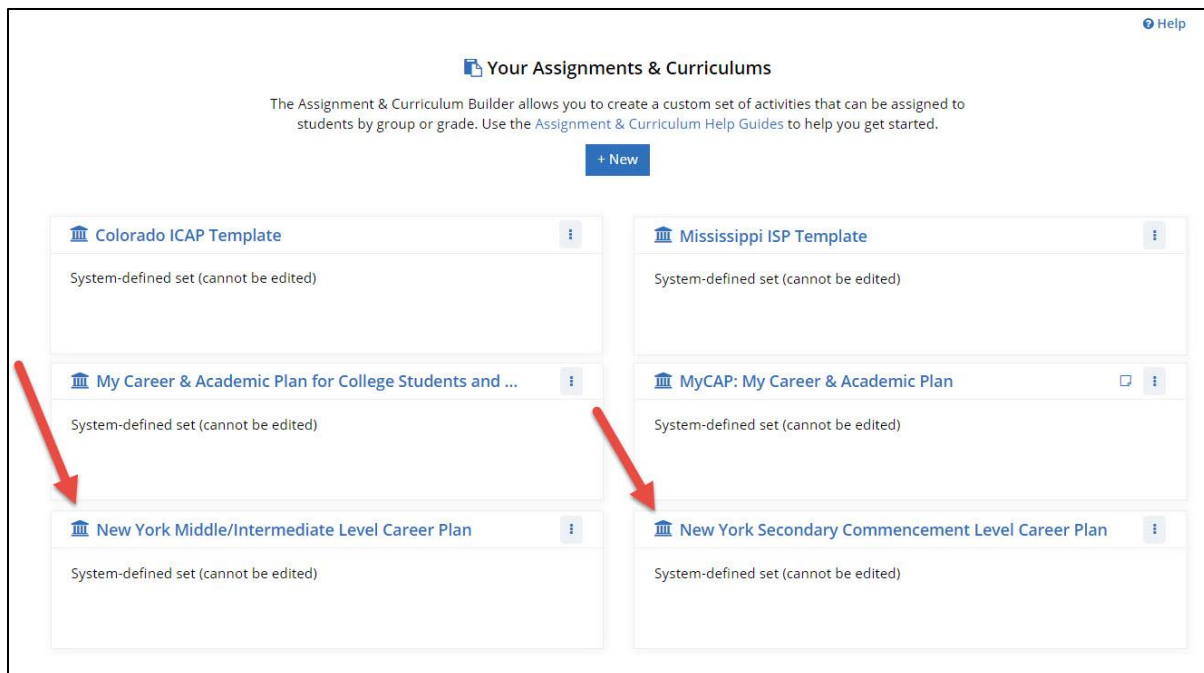 Help
Your Assignments & Curriculums
The Assignment & Curriculum Builder allows you to create a custom set of activities that can be assigned to
students by group or grade. Use the Assignment & Curriculum Help Guides to help you get started.
+ New
Colorado ICAP Template
System-defined set (cannot be edited)
Mississippi ISP Template
System-defined set (cannot be edited)
My Career & Academic Plan for College Students and ...
System-defined set (cannot be edited)
MyCAP: My Career & Academic Plan
System-defined set (cannot be edited)
New York Middle/Intermediate Level Career Plan
System-defined set (cannot be edited)
New York Secondary Commencement Level Career Plan
System-defined set (cannot be edited)